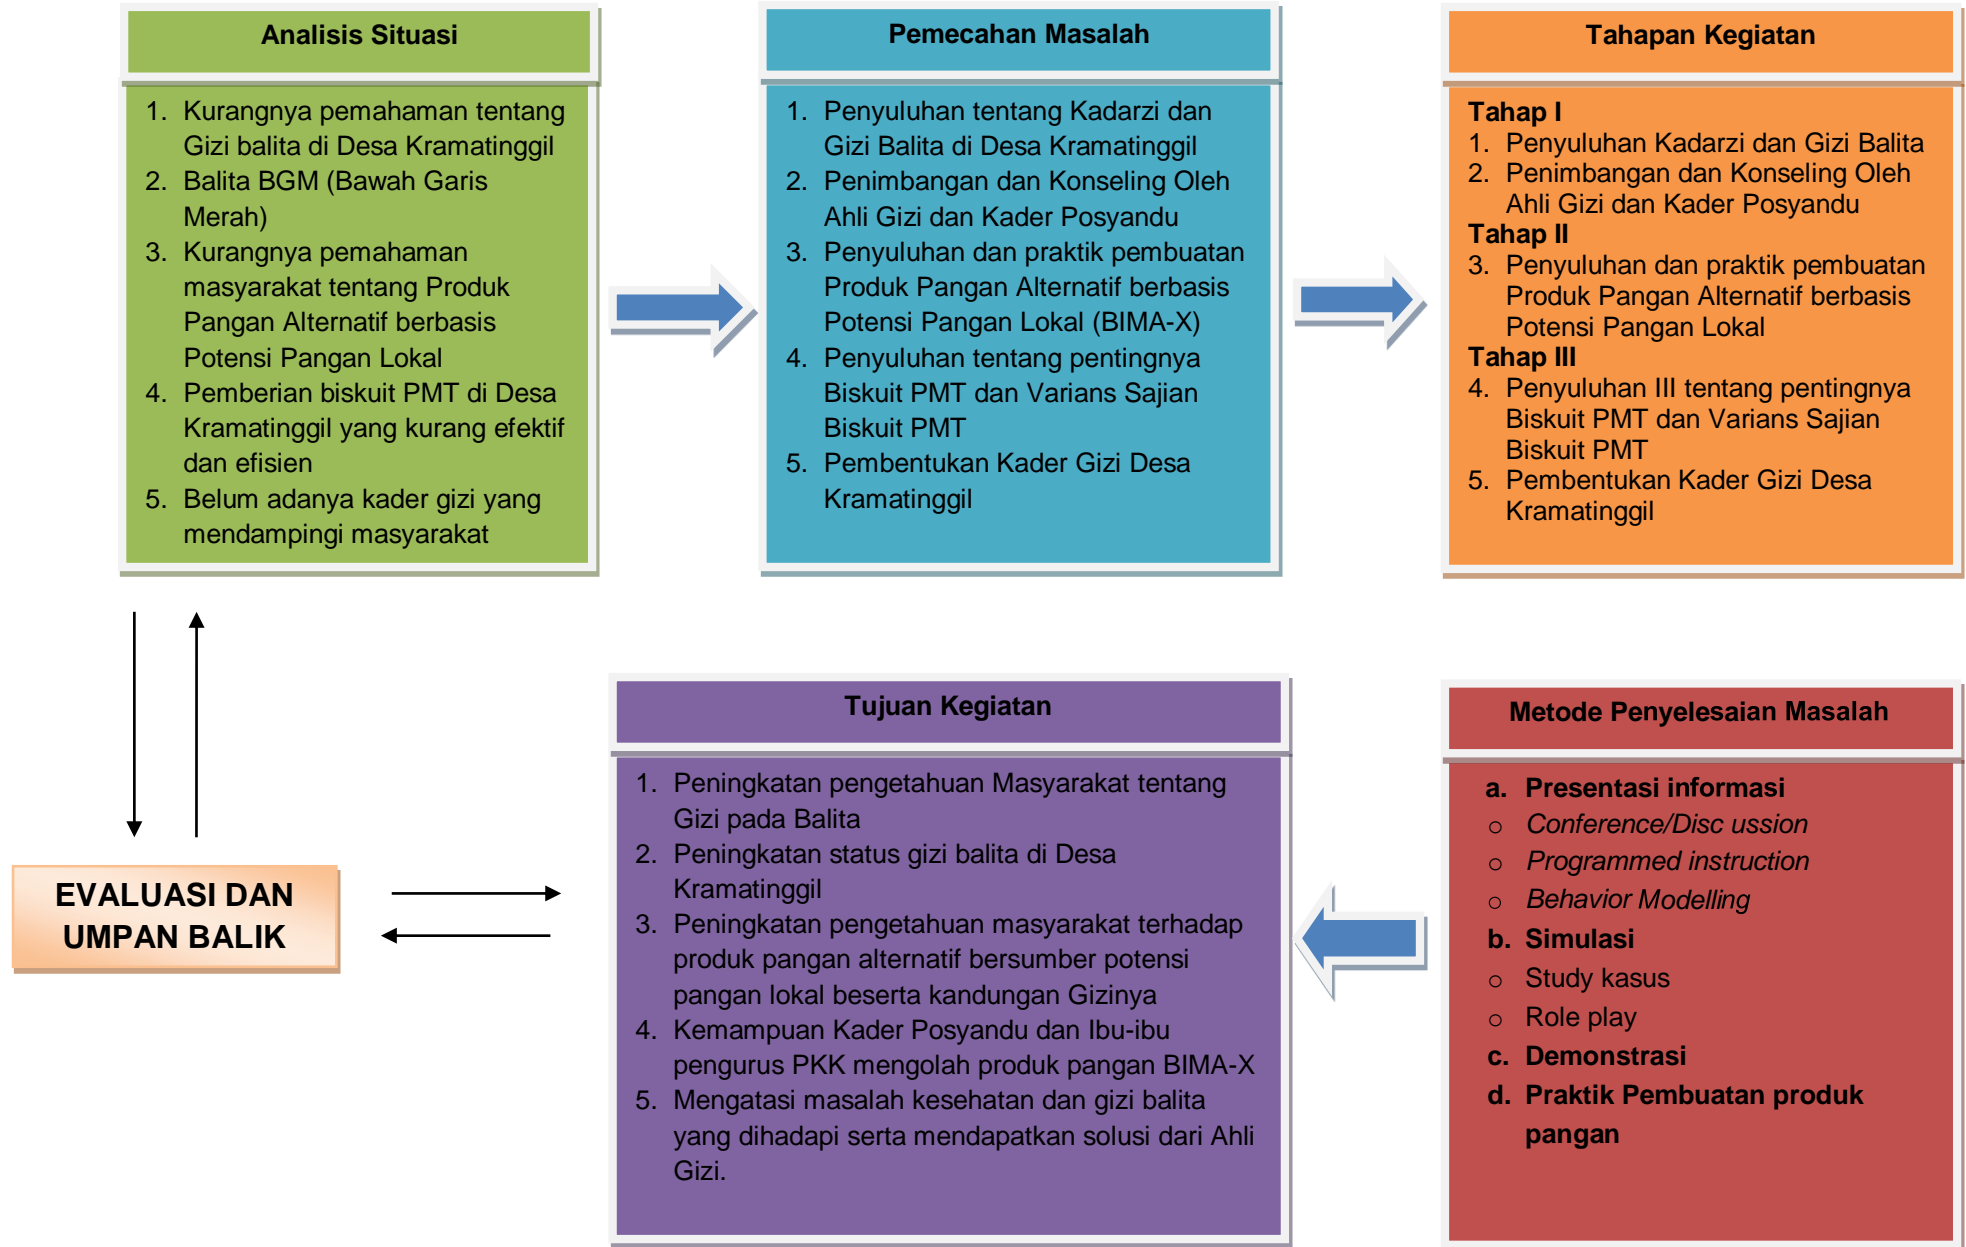 Analisis Situasi
1. Kurangnya pemahaman tentang
Gizi balita di Desa Kramatinggil
2. Balita BGM (Bawah Garis
Merah)
3. Kurangnya pemahaman
masyarakat tentang Produk
Pangan Alternatif berbasis
Potensi Pangan Lokal
4. Pemberian biskuit PMT di Desa
Kramatinggil yang kurang efektif
dan efisien
5. Belum adanya kader gizi yang
mendampingi masyarakat
Pemecahan Masalah
1. Penyuluhan tentang Kadarzi dan
Gizi Balita di Desa Kramatinggil
2. Penimbangan dan Konseling Oleh
Ahli Gizi dan Kader Posyandu
3. Penyuluhan dan praktik pembuatan
Produk Pangan Alternatif berbasis
Potensi Pangan Lokal (BIMA-X)
4. Penyuluhan tentang pentingnya
Biskuit PMT dan Varians Sajian
Biskuit PMT
5. Pembentukan Kader Gizi Desa
Kramatinggil
Tahapan Kegiatan
Tahap I
1. Penyuluhan Kadarzi dan Gizi Balita
2. Penimbangan dan Konseling Oleh
Ahli Gizi dan Kader Posyandu
Tahap II
3. Penyuluhan dan praktik pembuatan
Produk Pangan Alternatif berbasis
Potensi Pangan Lokal
Tahap III
4. Penyuluhan III tentang pentingnya
Biskuit PMT dan Varians Sajian
Biskuit PMT
5. Pembentukan Kader Gizi Desa
Kramatinggil
Metode Penyelesaian Masalah
a. Presentasi informasi
o Conference/Disc ussion
o Programmed instruction
o Behavior Modelling
b. Simulasi
o Study kasus
o Role play
c. Demonstrasi
d. Praktik Pembuatan produk
pangan
Tujuan Kegiatan
1. Peningkatan pengetahuan Masyarakat tentang
Gizi pada Balita
2. Peningkatan status gizi balita di Desa
Kramatinggil
3. Peningkatan pengetahuan masyarakat terhadap
produk pangan alternatif bersumber potensi
pangan lokal beserta kandungan Gizinya
4. Kemampuan Kader Posyandu dan Ibu-ibu
pengurus PKK mengolah produk pangan BIMA-X
5. Mengatasi masalah kesehatan dan gizi balita
yang dihadapi serta mendapatkan solusi dari Ahli
Gizi.
EVALUASI DAN
UMPAN BALIK